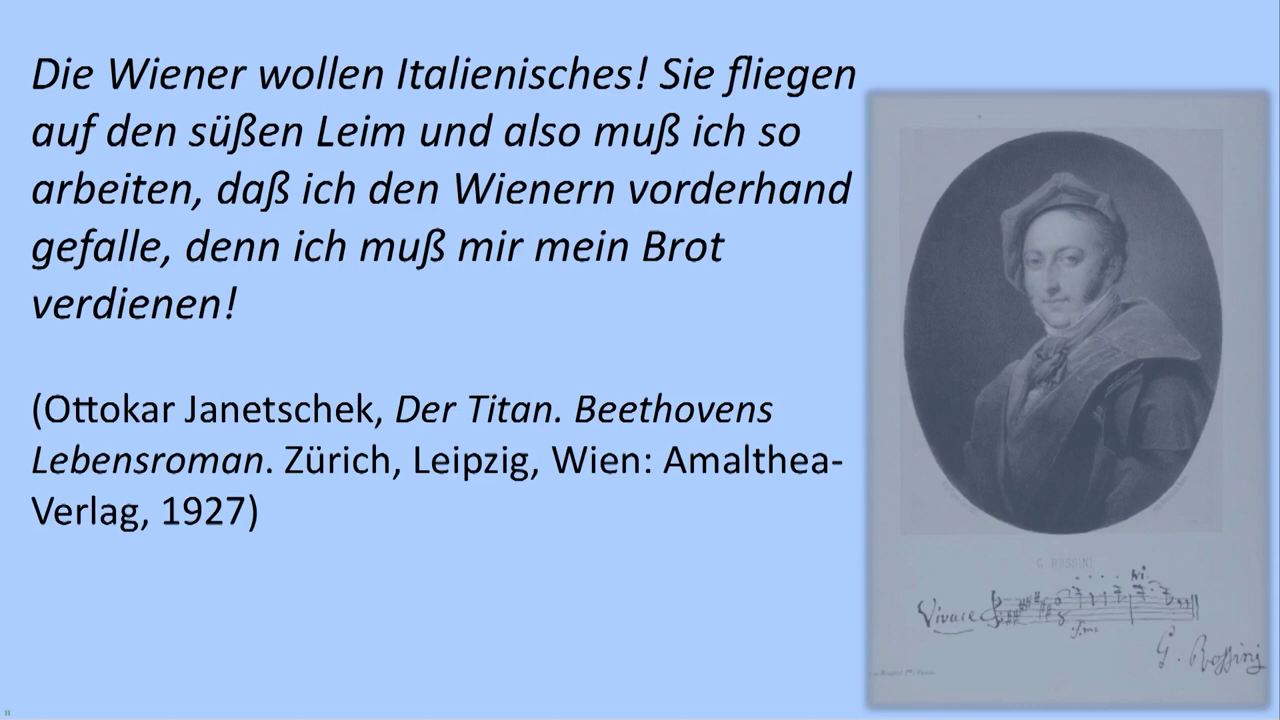 Die Wiener wollen Italienisches! Sie fliegen
auf den süßen Leim und also muß ich so
arbeiten, daß ich den Wienern vorderhand
gefalle, denn ich muß mir mein Brot
verdienen!
(Ottokar Janetschek, Der Titan. Beethovens
Lebensroman. Zürich, Leipzig, Wien: Amalthea-
Verlag, 1927)
G. ROSSINI
Vivace
G. Rossini